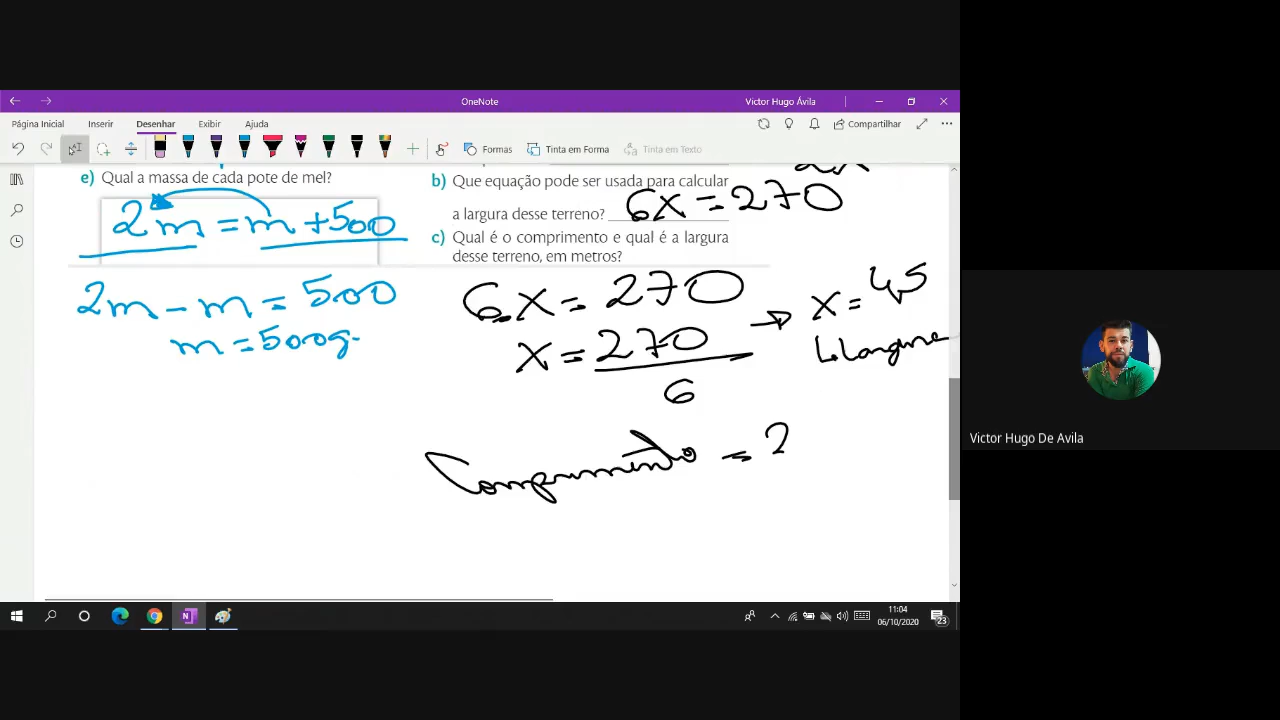 OneNote
Victor Hugo Ávila
Página Inicial
Inserir
Desenhar
Exibir
Ajuda
Compartilhar
Formas
Tinta em Forma
Tinta em Texto
e) Qual a massa de cada pote de mel?
2m = m + 500
2m - m = 500
m = 500g.
b) Que equação pode ser usada para calcular
a largura desse terreno? 6x = 270
c) Qual é o comprimento e qual é a largura
desse terreno, em metros?
6.x = 270
x = 270
6
→ x = 45
↳ largura
Comprimento = 2
Victor Hugo De Avila
11:04
06/10/2020
23